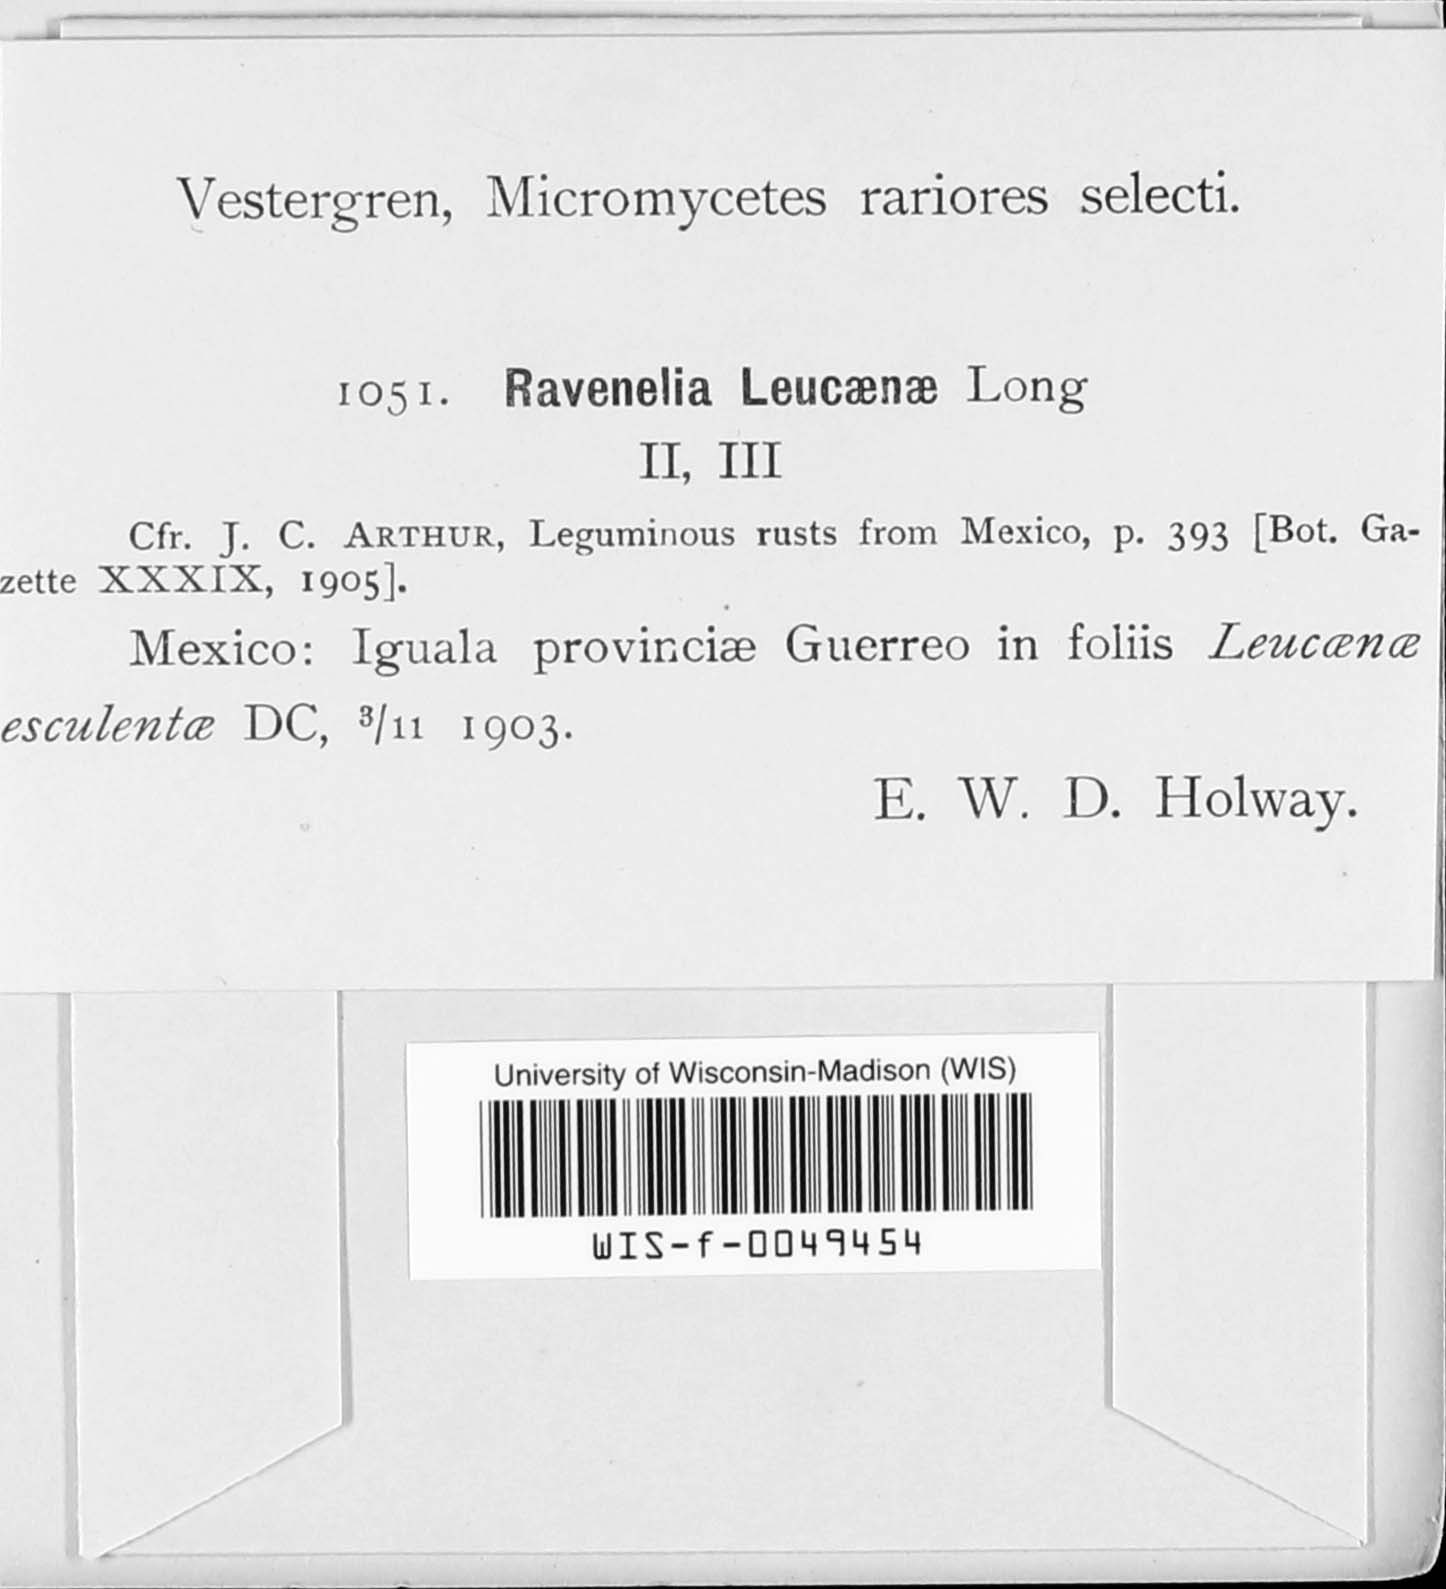 Vestergren, Micromycetes rariores selecti.
1051. Ravenelia Leucænæ Long
II, III
Cfr. J. C. ARTHUR, Leguminous rusts from Mexico, p. 393 [Bot. Ga-
zette XXXIX, 1905].
Mexico: Iguala provinciæ Guerreo in foliis Leucænæ
esculentæ DC, 3/11 1903.
E. W. D. Holway.
University of Wisconsin-Madison (WIS)
WIS-f-0049454